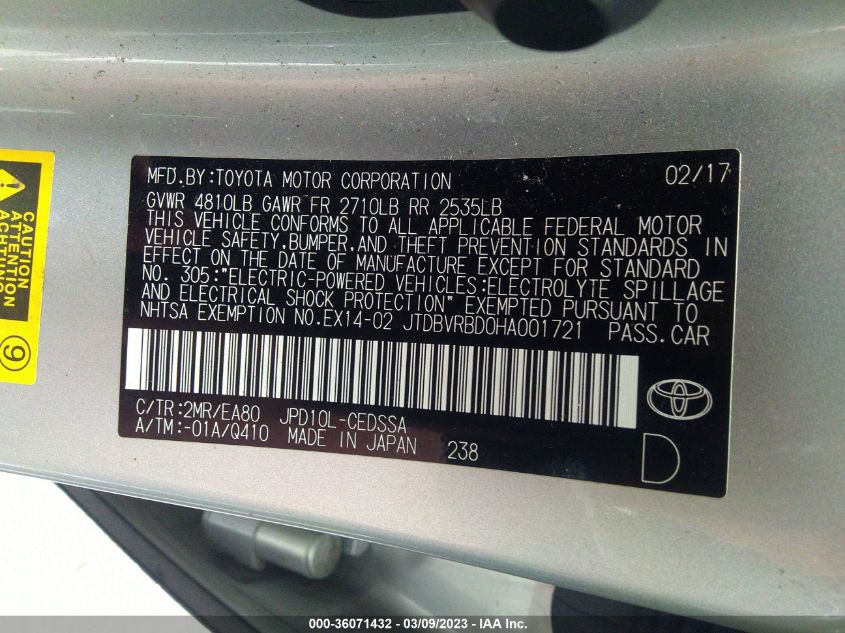 CAUTION
ATTENTION
ACHTUNG
9
MFD.BY:TOYOTA MOTOR CORPORATION 02/17
GVWR 4810LB GAWR FR 2710LB RR 2535LB
THIS VEHICLE CONFORMS TO ALL APPLICABLE FEDERAL MOTOR
VEHICLE SAFETY,BUMPER,AND THEFT PREVENTION STANDARDS IN
EFFECT ON THE DATE OF MANUFACTURE EXCEPT FOR STANDARD
NO. 305:"ELECTRIC-POWERED VEHICLES:ELECTROLYTE SPILLAGE
AND ELECTRICAL SHOCK PROTECTION" EXEMPTED PURSUANT TO
NHTSA EXEMPTION NO.EX14-02 JTDBVRBD0HA001721 PASS.CAR
C/TR:2MR/EA80 JPD10L-CEDSSA
A/TM:-01A/Q410 MADE IN JAPAN 238
D
000-36071432 - 03/09/2023 - IAA Inc.